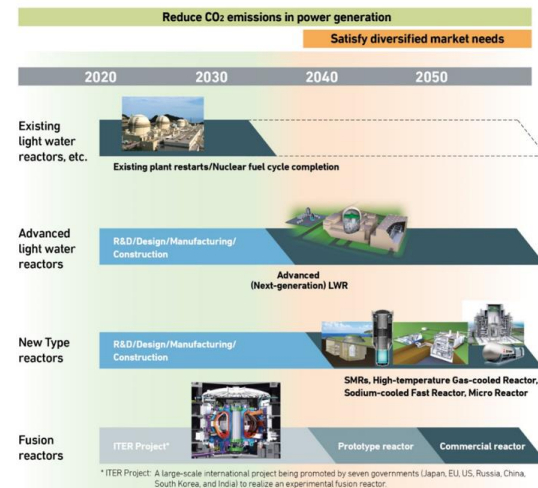 Reduce CO2 emissions in power generation
Satisfy diversified market needs
2020 2030 2040 2050
Existing
light water
reactors, etc.
Existing plant restarts/Nuclear fuel cycle completion
Advanced
light water
reactors
R&D/Design/Manufacturing/
Construction
Advanced
(Next-generation) LWR
New Type
reactors
R&D/Design/Manufacturing/
Construction
SMRs, High-temperature Gas-cooled Reactor,
Sodium-cooled Fast Reactor, Micro Reactor
Fusion
reactors
ITER Project*
Prototype reactor
Commercial reactor
* ITER Project: A large-scale international project being promoted by seven governments (Japan, EU, US, Russia, China,
South Korea, and India) to realize an experimental fusion reactor.